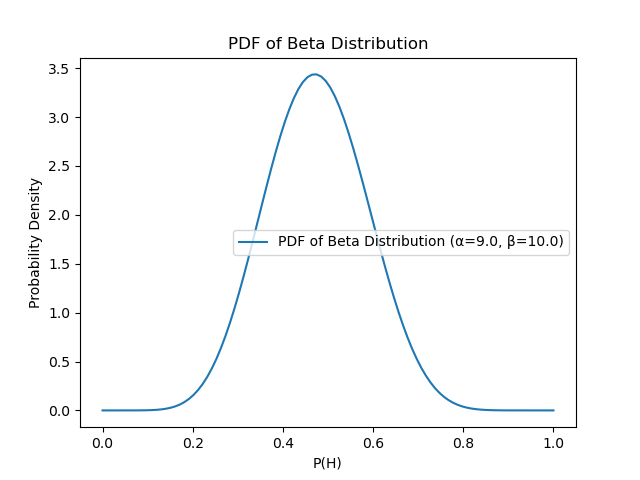 PDF of Beta Distribution
Probability Density
3.5
3.0
2.5
2.0
1.5
1.0
0.5
0.0
PDF of Beta Distribution (α=9.0, β=10.0)
0.0 0.2 0.4 0.6 0.8 1.0
P(H)